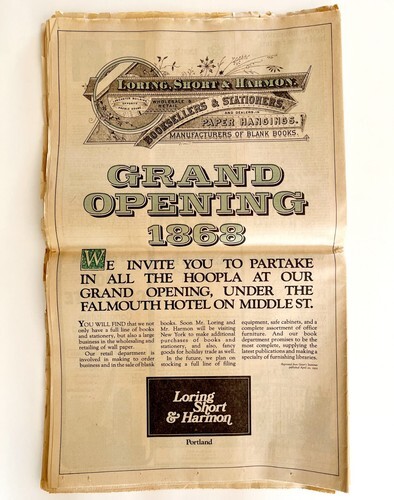 LORING, SHORT & HARMON.
WHOLESALE &
RETAIL
BOOKSELLERS & STATIONERS,
AND DEALERS IN
PAPER HANGINGS.
MANUFACTURERS OF BLANK BOOKS.
GRAND
OPENING
1868
WE INVITE YOU TO PARTAKE
IN ALL THE HOOPLA AT OUR
GRAND OPENING, UNDER THE
FALMOUTH HOTEL ON MIDDLE ST.
YOU WILL FIND that we not
only have a full line of books
and stationery, but also a large
business in the wholesaling and
retailing of wall paper.
Our retail department is
involved in making to order
business and in the sale of blank
books. Soon Mr. Loring and
Mr. Harmon will be visiting
New York to make additional
purchases of books and
stationery, and also, fancy
goods for holiday trade as well.
In the future, we plan on
stocking a full line of filing
equipment, safe cabinets, and a
complete assortment of office
furniture. And our book
department promises to be the
most complete, supplying the
latest publications and making a
specialty of furnishing libraries.
Loring
Short
& Harmon
Portland